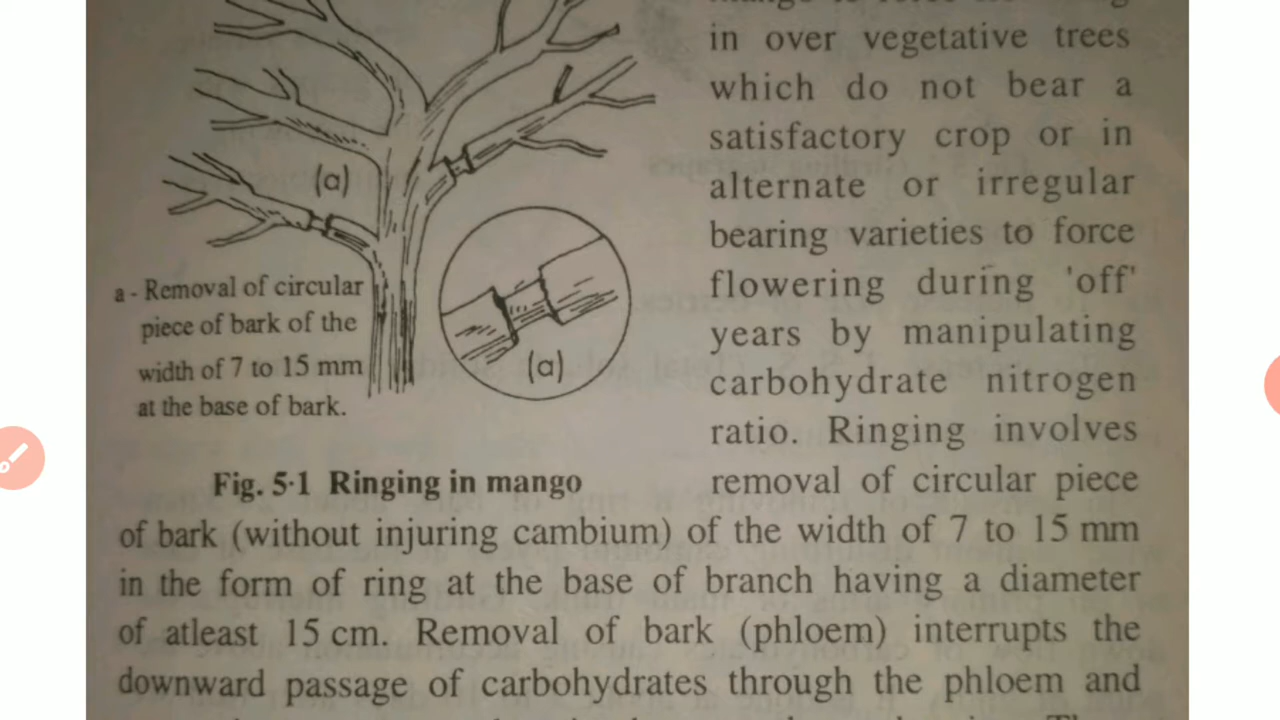 in over vegetative trees
which do not bear a
satisfactory crop or in
alternate or irregular
bearing varieties to force
flowering during 'off'
years by manipulating
carbohydrate nitrogen
ratio. Ringing involves
removal of circular piece
(a)
(a)
a - Removal of circular
piece of bark of the
width of 7 to 15 mm
at the base of bark.
Fig. 5·1 Ringing in mango
of bark (without injuring cambium) of the width of 7 to 15 mm
in the form of ring at the base of branch having a diameter
of atleast 15 cm. Removal of bark (phloem) interrupts the
downward passage of carbohydrates through the phloem and